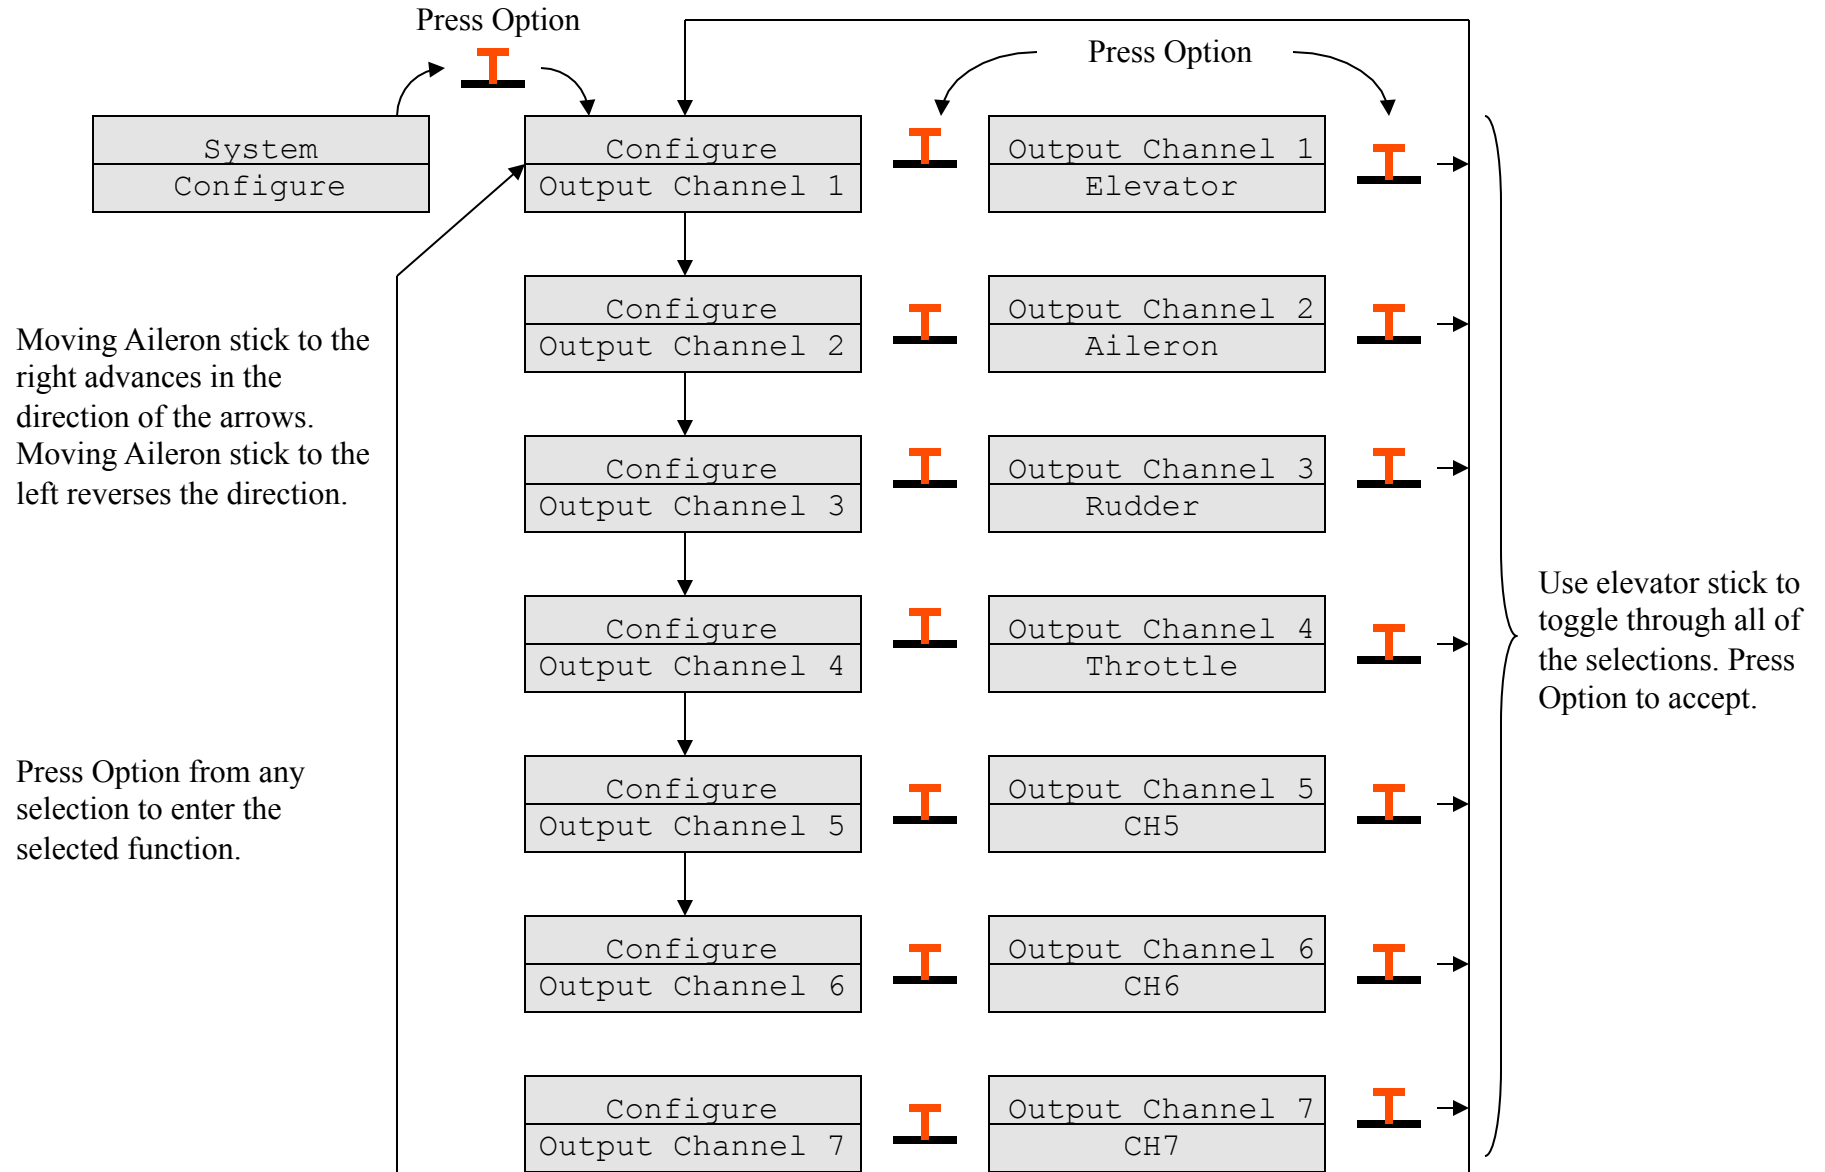 Press Option
Press Option
System
Configure
Configure
Output Channel 1
Output Channel 1
Elevator
Configure
Output Channel 2
Output Channel 2
Aileron
Moving Aileron stick to the
right advances in the
direction of the arrows.
Moving Aileron stick to the
left reverses the direction.
Configure
Output Channel 3
Output Channel 3
Rudder
Configure
Output Channel 4
Output Channel 4
Throttle
Use elevator stick to
toggle through all of
the selections. Press
Option to accept.
Press Option from any
selection to enter the
selected function.
Configure
Output Channel 5
Output Channel 5
CH5
Configure
Output Channel 6
Output Channel 6
CH6
Configure
Output Channel 7
Output Channel 7
CH7